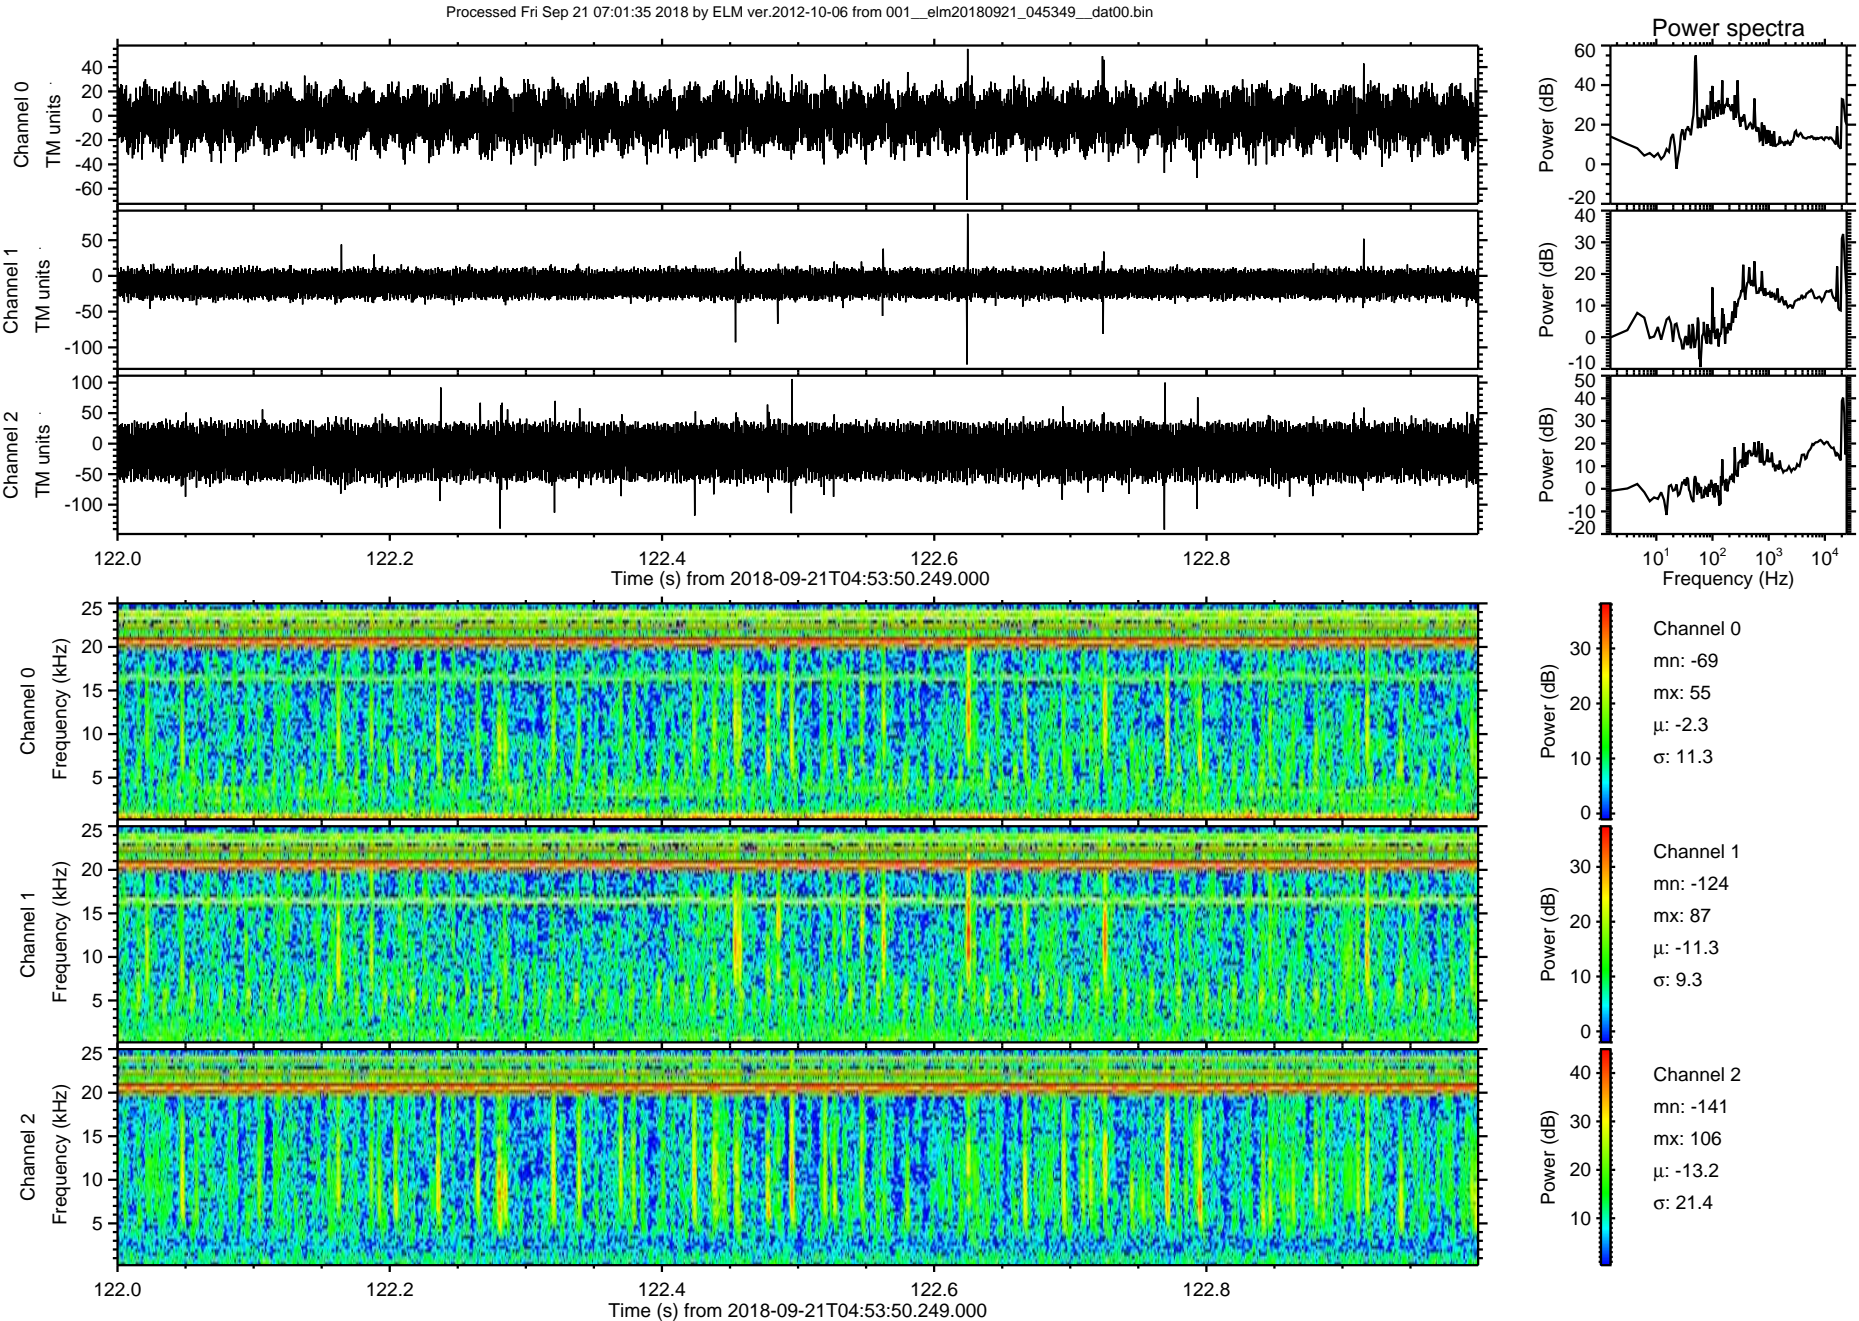 Processed Fri Sep 21 07:01:35 2018 by ELM ver.2012-10-06 from 001__elm20180921_045349__dat00.bin
Power spectra
Channel 0
TM units
40
20
0
-20
-40
-60
Power (dB)
60
40
20
0
-20
Channel 1
TM units
50
0
-50
-100
Power (dB)
40
30
20
10
0
-10
Channel 2
TM units
100
50
0
-50
-100
Power (dB)
50
40
30
20
10
0
-10
-20
122.0 122.2 122.4 122.6 122.8
Time (s) from 2018-09-21T04:53:50.249.000
10^1 10^2 10^3 10^4
Frequency (Hz)
Channel 0
Frequency (kHz)
25
20
15
10
5
Power (dB)
30
20
10
0
Channel 0
mn: -69
mx: 55
μ: -2.3
σ: 11.3
Channel 1
Frequency (kHz)
25
20
15
10
5
Power (dB)
30
20
10
0
Channel 1
mn: -124
mx: 87
μ: -11.3
σ: 9.3
Channel 2
Frequency (kHz)
25
20
15
10
5
Power (dB)
40
30
20
10
Channel 2
mn: -141
mx: 106
μ: -13.2
σ: 21.4
122.0 122.2 122.4 122.6 122.8
Time (s) from 2018-09-21T04:53:50.249.000